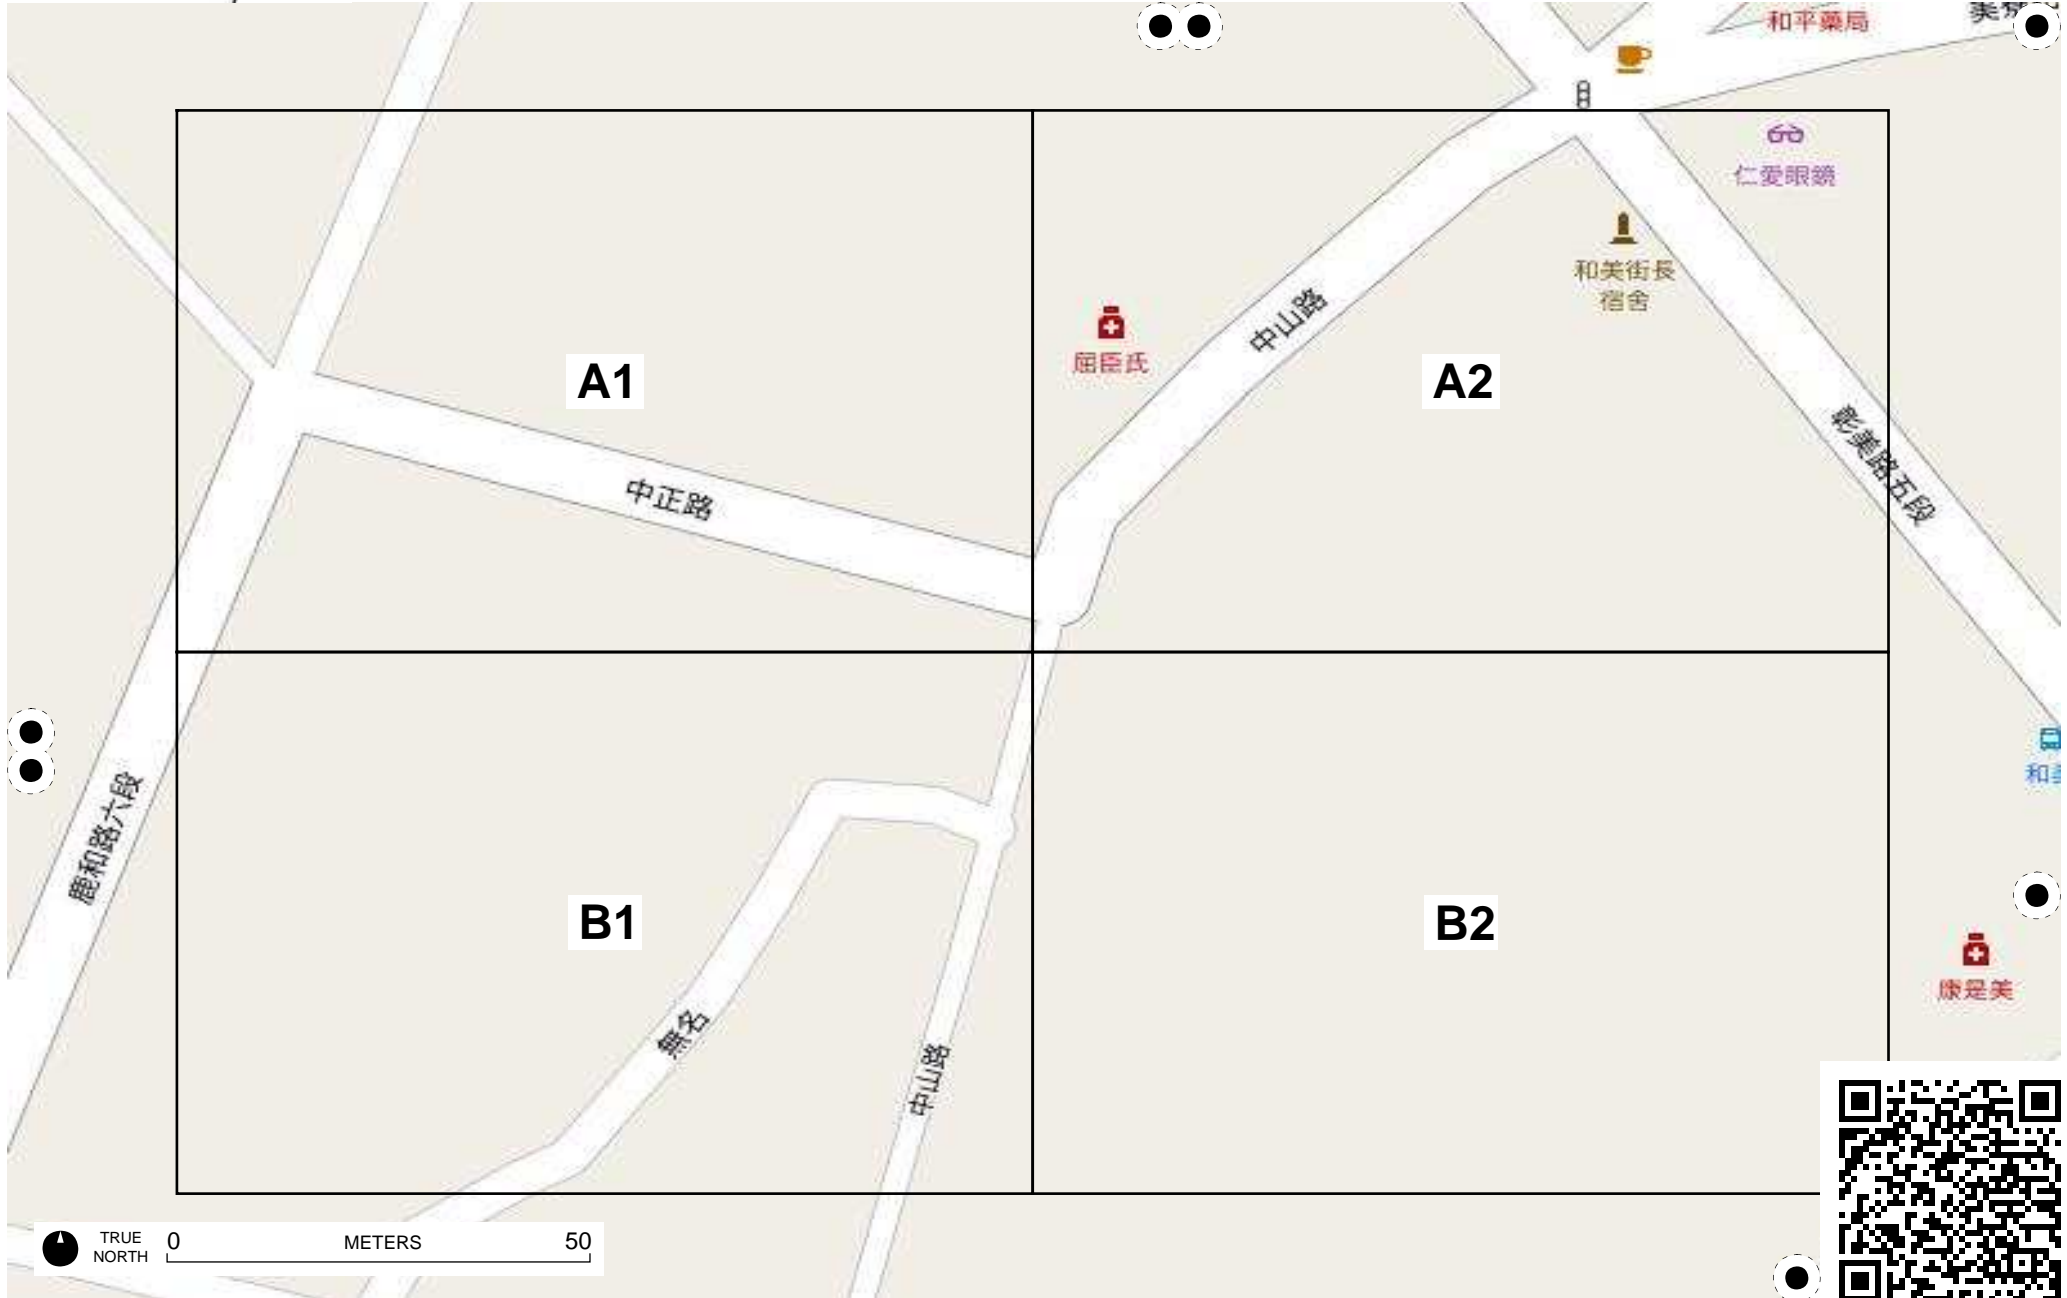 和平藥局
仁愛眼鏡
和美街長
宿舍
中山路
屈臣氏
A1
A2
彰美路五段
中正路
鹿和路六段
B1
B2
康是美
無名
中山路
TRUE
NORTH
0
METERS
50